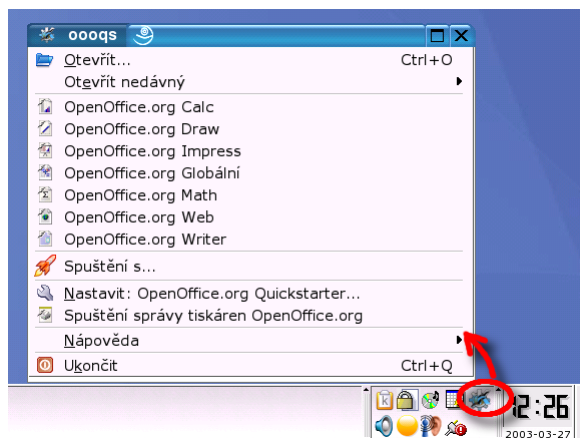 oooqs
Otevřít... Ctrl+O
Otevřít nedávný
OpenOffice.org Calc
OpenOffice.org Draw
OpenOffice.org Impress
OpenOffice.org Globální
OpenOffice.org Math
OpenOffice.org Web
OpenOffice.org Writer
Spuštění s...
Nastavit: OpenOffice.org Quickstarter...
Spuštění správy tiskáren OpenOffice.org
Nápověda
Ukončit Ctrl+Q
12:26
2003-03-27